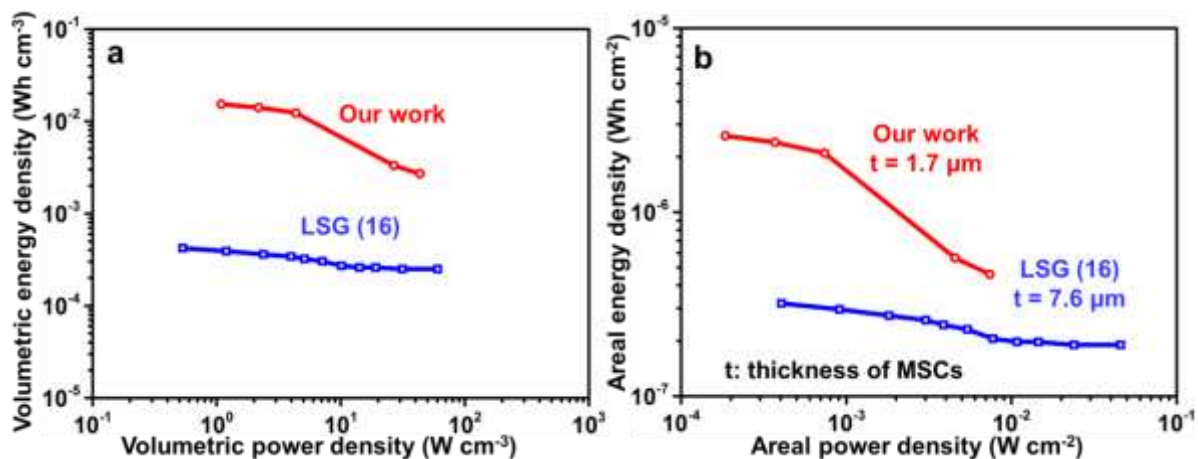 a
Volumetric energy density (Wh cm⁻³)
10⁻¹
10⁻²
10⁻³
10⁻⁴
10⁻⁵
Our work
LSG (16)
10⁻¹ 10⁰ 10¹ 10² 10³
Volumetric power density (W cm⁻³)
b
Areal energy density (Wh cm⁻²)
10⁻⁵
10⁻⁶
10⁻⁷
Our work
t = 1.7 µm
LSG (16)
t = 7.6 µm
t: thickness of MSCs
10⁻⁴ 10⁻³ 10⁻² 10⁻¹
Areal power density (W cm⁻²)